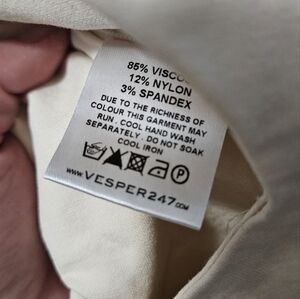 85% VISCO
12% NYLON
3% SPANDEX
DUE TO THE RICHNESS OF
COLOUR THIS GARMENT MAY
RUN . COOL HAND WASH
SEPARATELY . DO NOT SOAK
COOL IRON
P
www.VESPER247.com